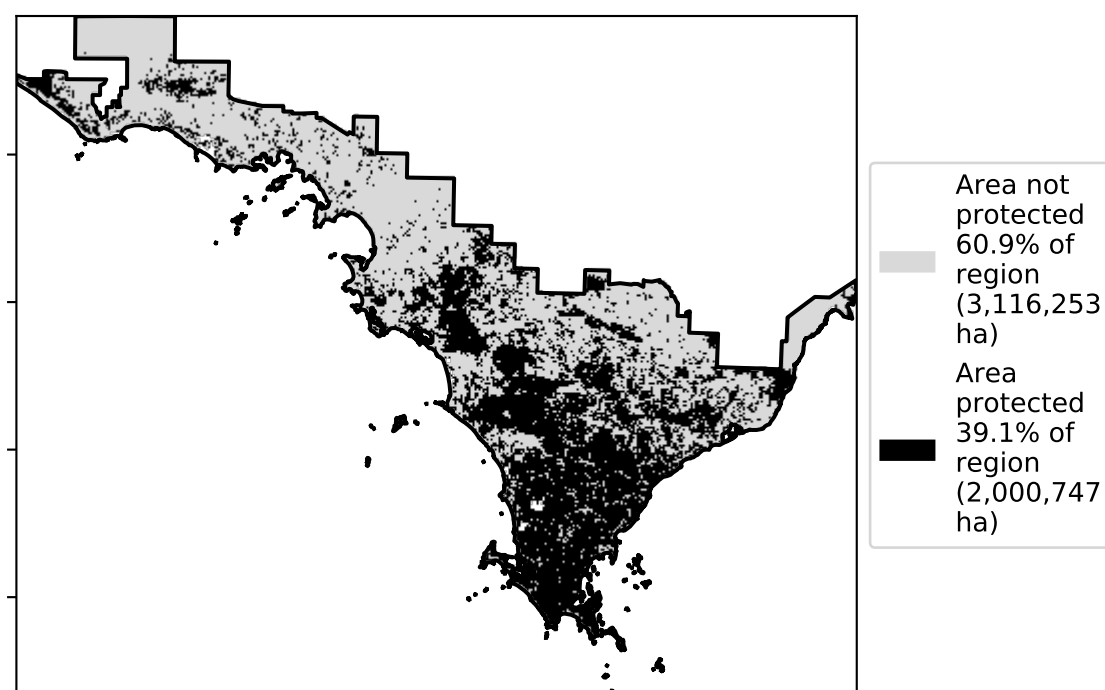 Area not
protected
60.9% of
region
(3,116,253
ha)
Area
protected
39.1% of
region
(2,000,747
ha)